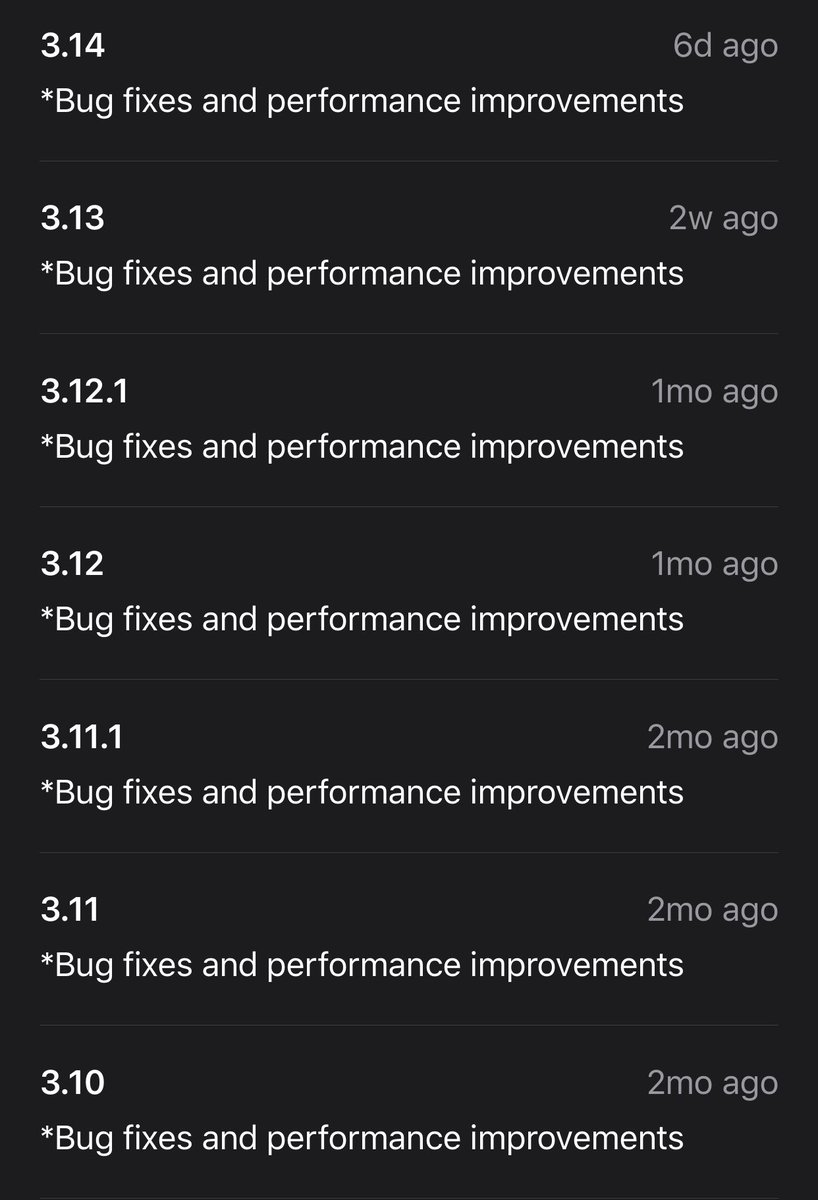 3.14 6d ago
*Bug fixes and performance improvements
3.13 2w ago
*Bug fixes and performance improvements
3.12.1 1mo ago
*Bug fixes and performance improvements
3.12 1mo ago
*Bug fixes and performance improvements
3.11.1 2mo ago
*Bug fixes and performance improvements
3.11 2mo ago
*Bug fixes and performance improvements
3.10 2mo ago
*Bug fixes and performance improvements